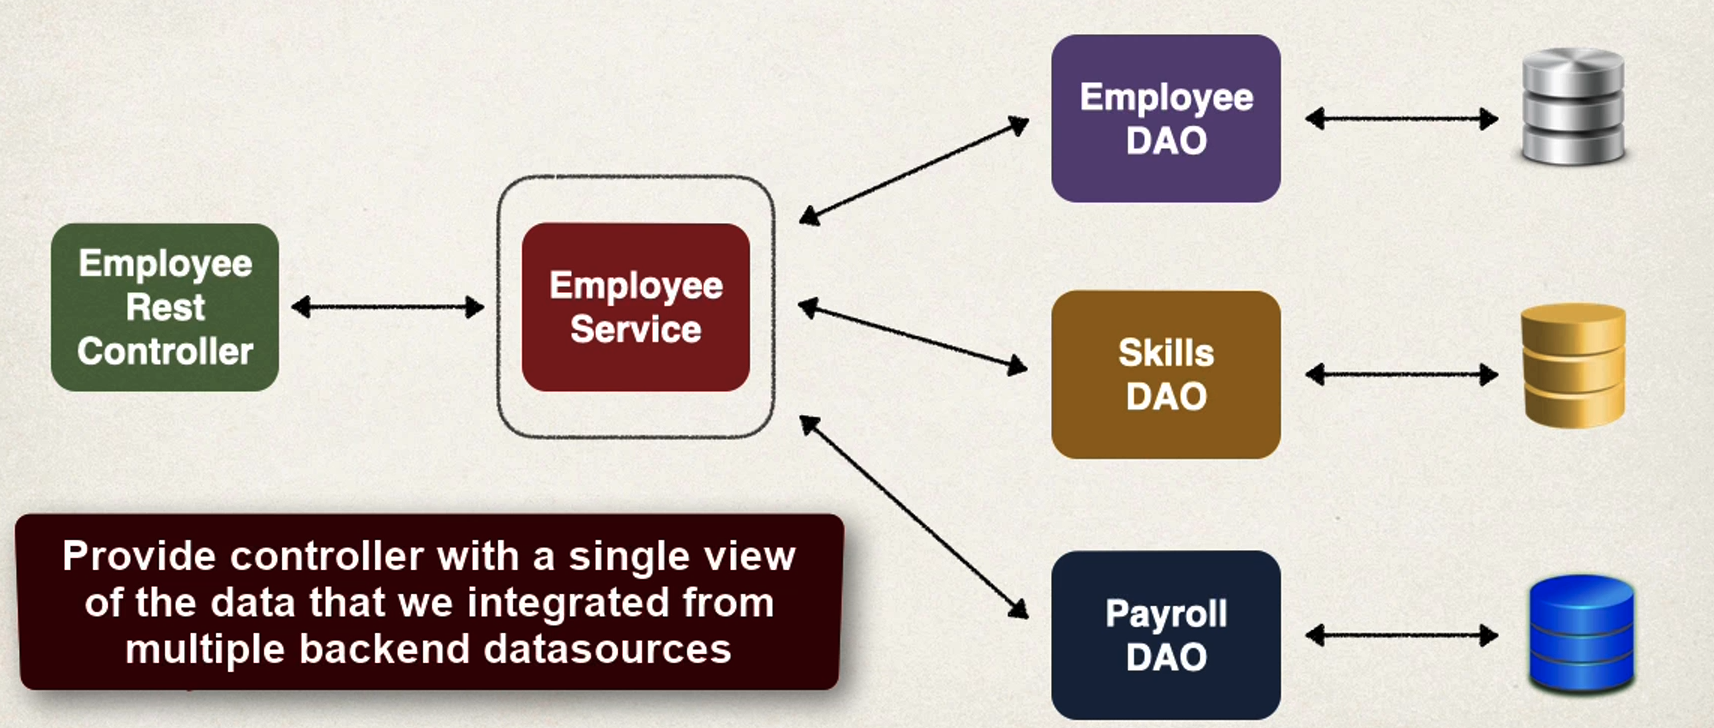 Employee
DAO
Employee
Rest
Controller
Employee
Service
Skills
DAO
Provide controller with a single view
of the data that we integrated from
multiple backend datasources
Payroll
DAO